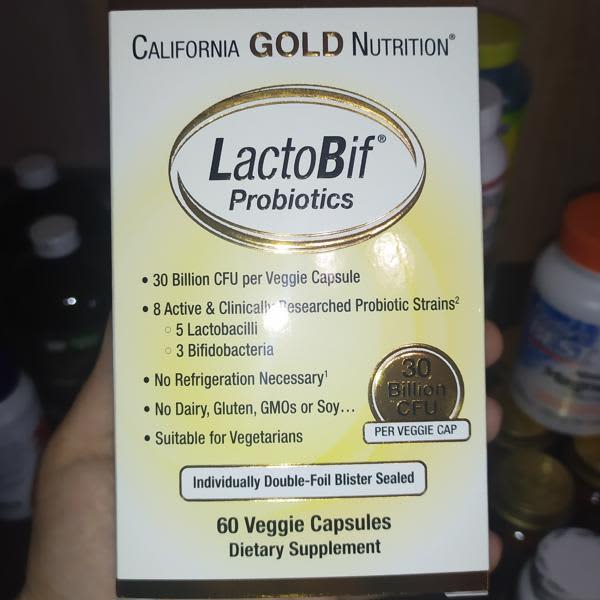 CALIFORNIA GOLD NUTRITION®
LactoBif®
Probiotics
• 30 Billion CFU per Veggie Capsule
• 8 Active & Clinically Researched Probiotic Strains²
○ 5 Lactobacilli
○ 3 Bifidobacteria
• No Refrigeration Necessary¹
• No Dairy, Gluten, GMOs or Soy...
• Suitable for Vegetarians
30
Billion
CFU
PER VEGGIE CAP
Individually Double-Foil Blister Sealed
60 Veggie Capsules
Dietary Supplement